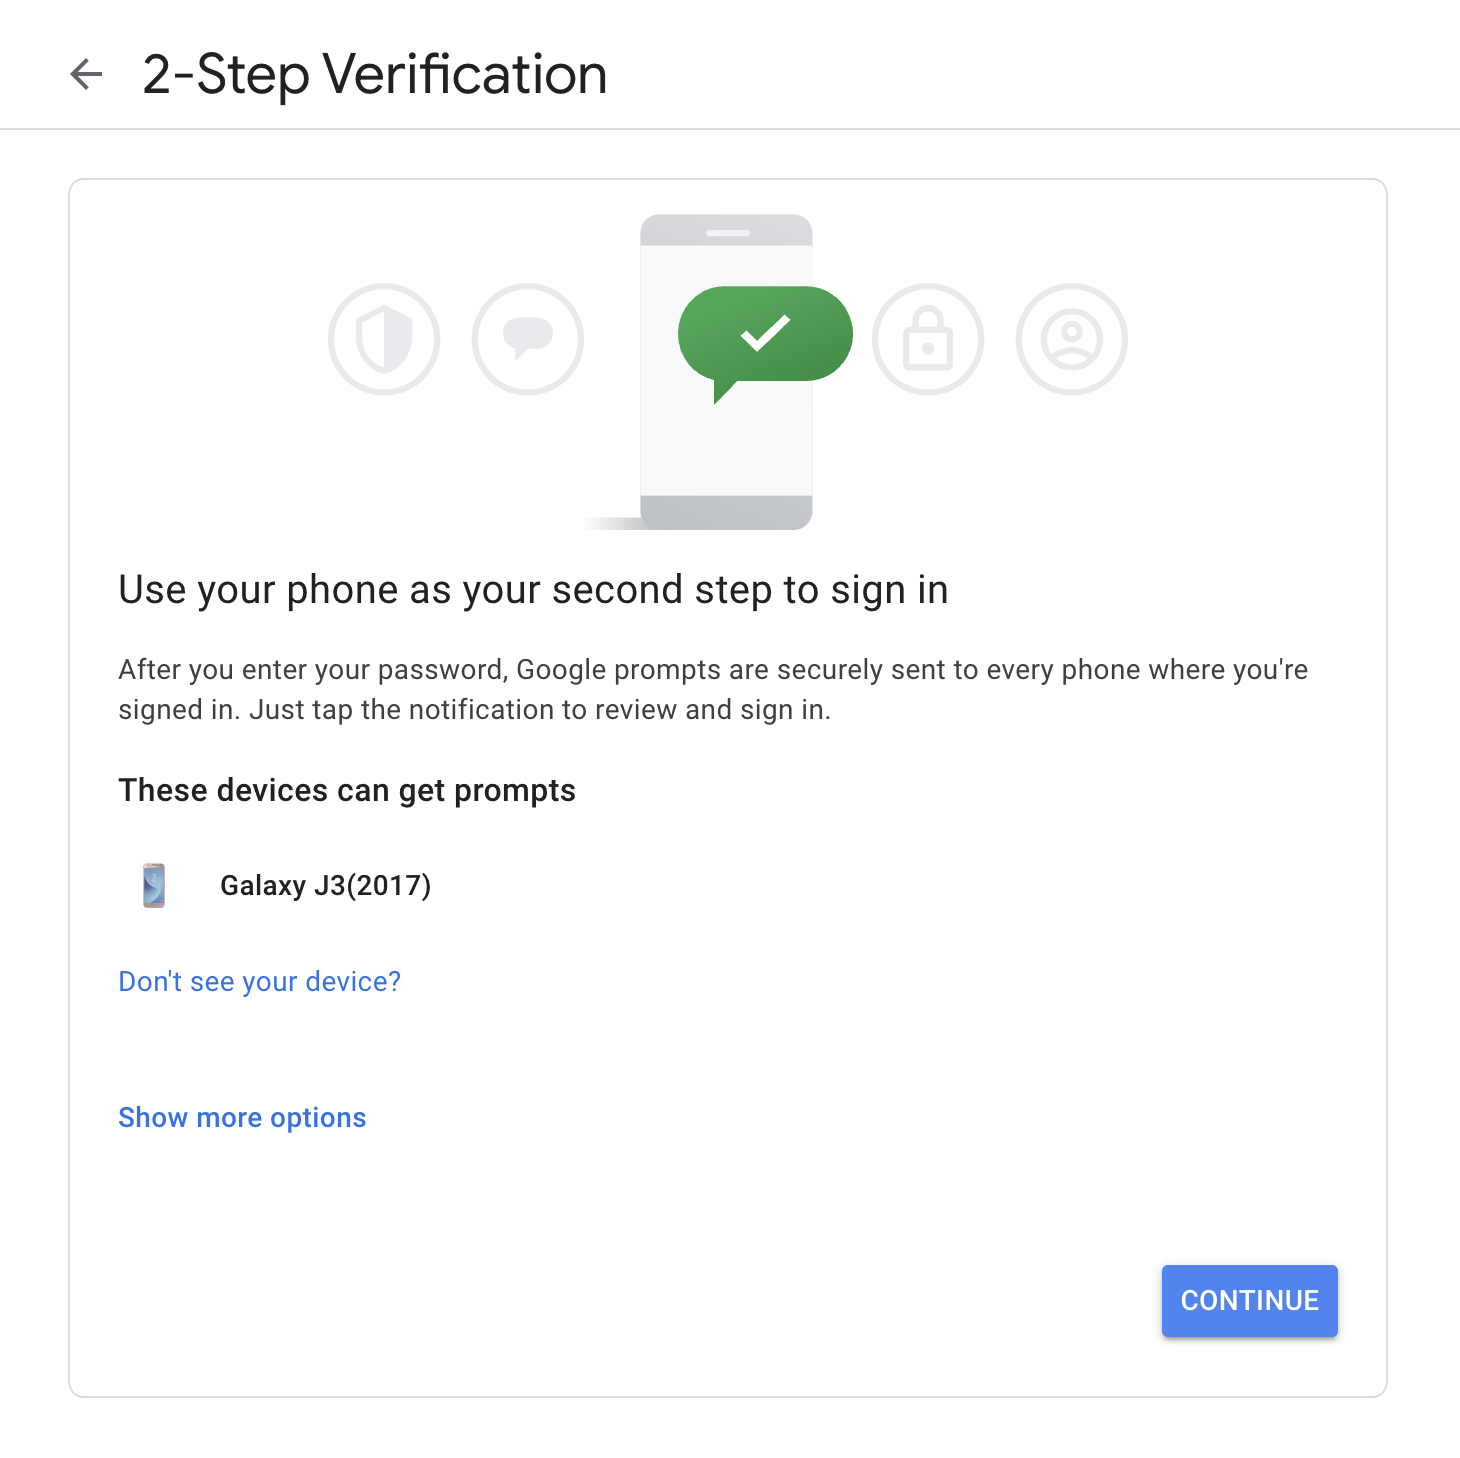 2-Step Verification
Use your phone as your second step to sign in
After you enter your password, Google prompts are securely sent to every phone where you're
signed in. Just tap the notification to review and sign in.
These devices can get prompts
Galaxy J3(2017)
Don't see your device?
Show more options
CONTINUE